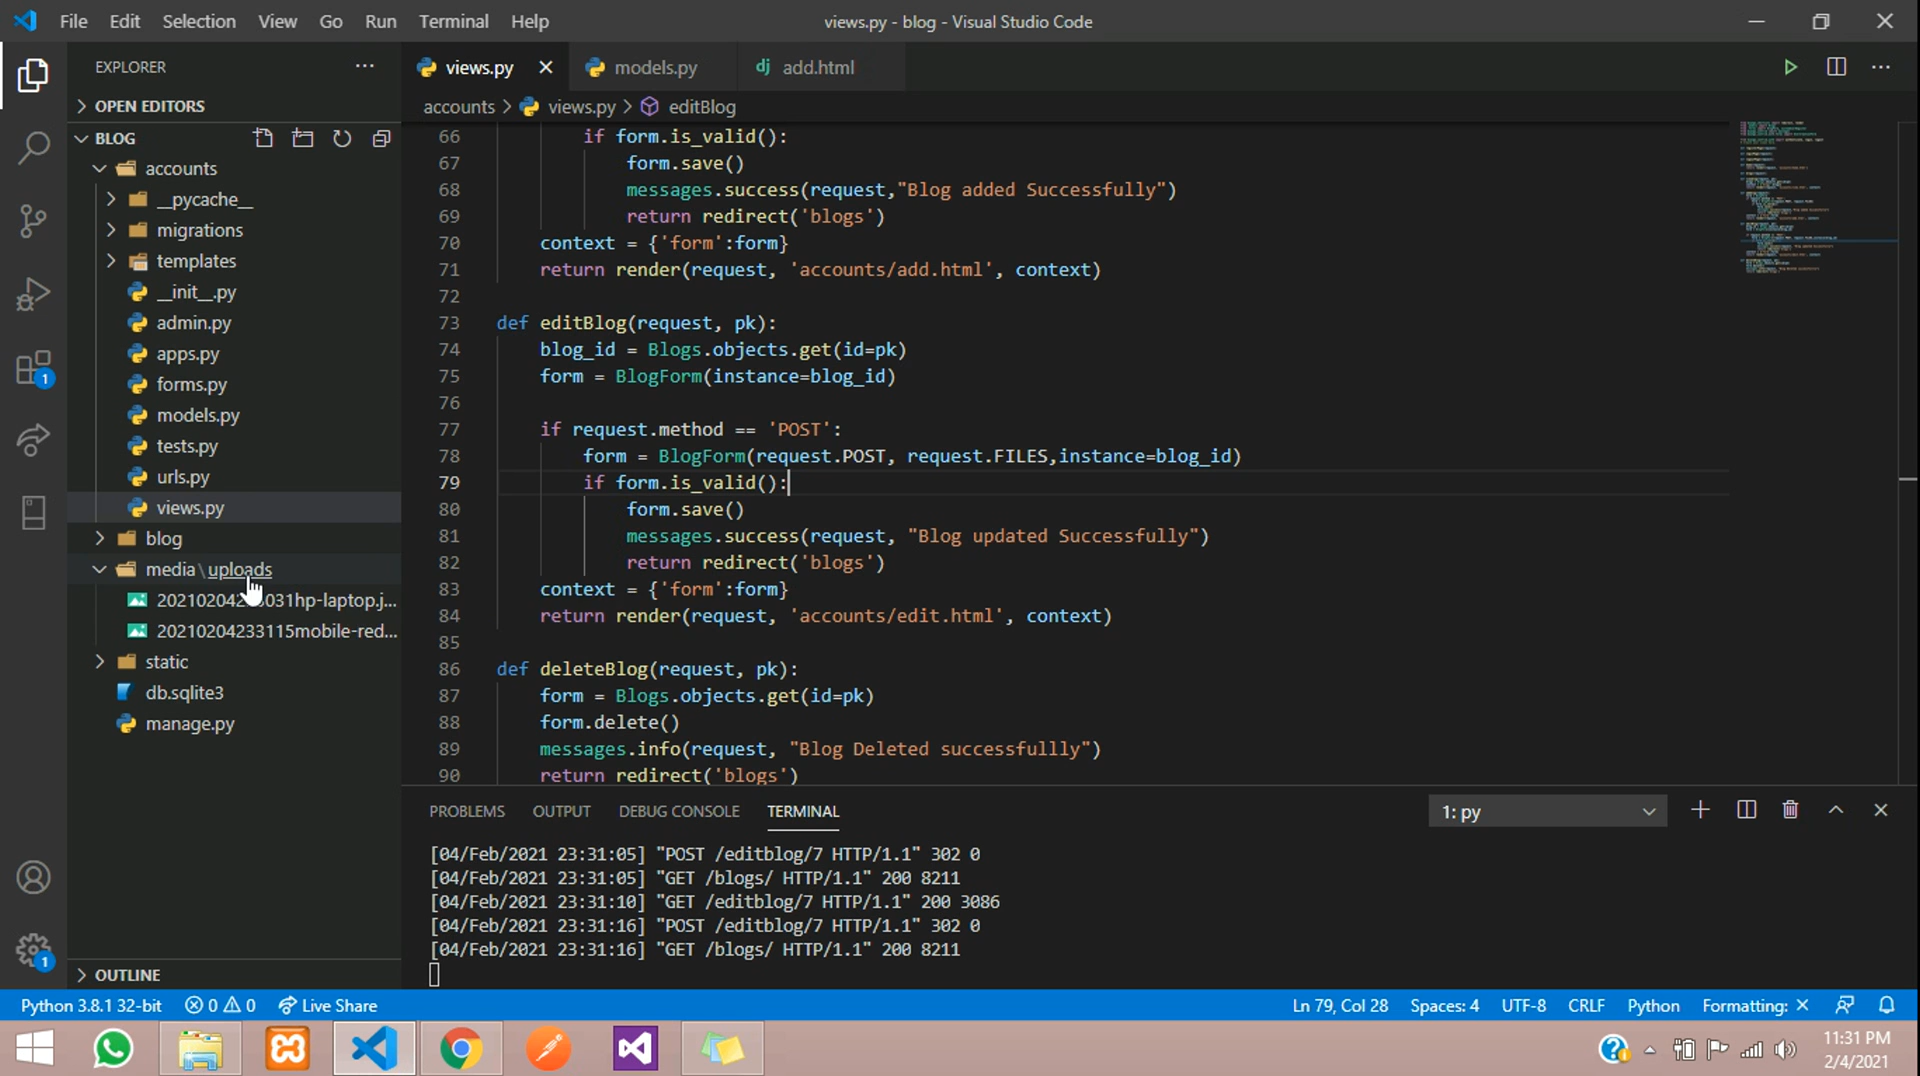 File Edit Selection View Go Run Terminal Help
views.py - blog - Visual Studio Code
EXPLORER
OPEN EDITORS
BLOG
accounts
__pycache__
migrations
templates
__init__.py
admin.py
apps.py
forms.py
models.py
tests.py
urls.py
views.py
blog
media\uploads
031hp-laptop.j...
20210204233115mobile-red...
static
db.sqlite3
manage.py
OUTLINE
views.py models.py dj add.html
accounts > views.py > editBlog
66 if form.is_valid():
67 form.save()
68 messages.success(request,"Blog added Successfully")
69 return redirect('blogs')
70 context = {'form':form}
71 return render(request, 'accounts/add.html', context)
72
73 def editBlog(request, pk):
74 blog_id = Blogs.objects.get(id=pk)
75 form = BlogForm(instance=blog_id)
76
77 if request.method == 'POST':
78 form = BlogForm(request.POST, request.FILES,instance=blog_id)
79 if form.is_valid():
80 form.save()
81 messages.success(request, "Blog updated Successfully")
82 return redirect('blogs')
83 context = {'form':form}
84 return render(request, 'accounts/edit.html', context)
85
86 def deleteBlog(request, pk):
87 form = Blogs.objects.get(id=pk)
88 form.delete()
89 messages.info(request, "Blog Deleted successfullly")
90 return redirect('blogs')
PROBLEMS OUTPUT DEBUG CONSOLE TERMINAL
1: py
[04/Feb/2021 23:31:05] "POST /editblog/7 HTTP/1.1" 302 0
[04/Feb/2021 23:31:05] "GET /blogs/ HTTP/1.1" 200 8211
[04/Feb/2021 23:31:10] "GET /editblog/7 HTTP/1.1" 200 3086
[04/Feb/2021 23:31:16] "POST /editblog/7 HTTP/1.1" 302 0
[04/Feb/2021 23:31:16] "GET /blogs/ HTTP/1.1" 200 8211
1
1
Python 3.8.1 32-bit 0 0 Live Share
Ln 79, Col 28 Spaces: 4 UTF-8 CRLF Python Formatting: ×
11:31 PM
2/4/2021